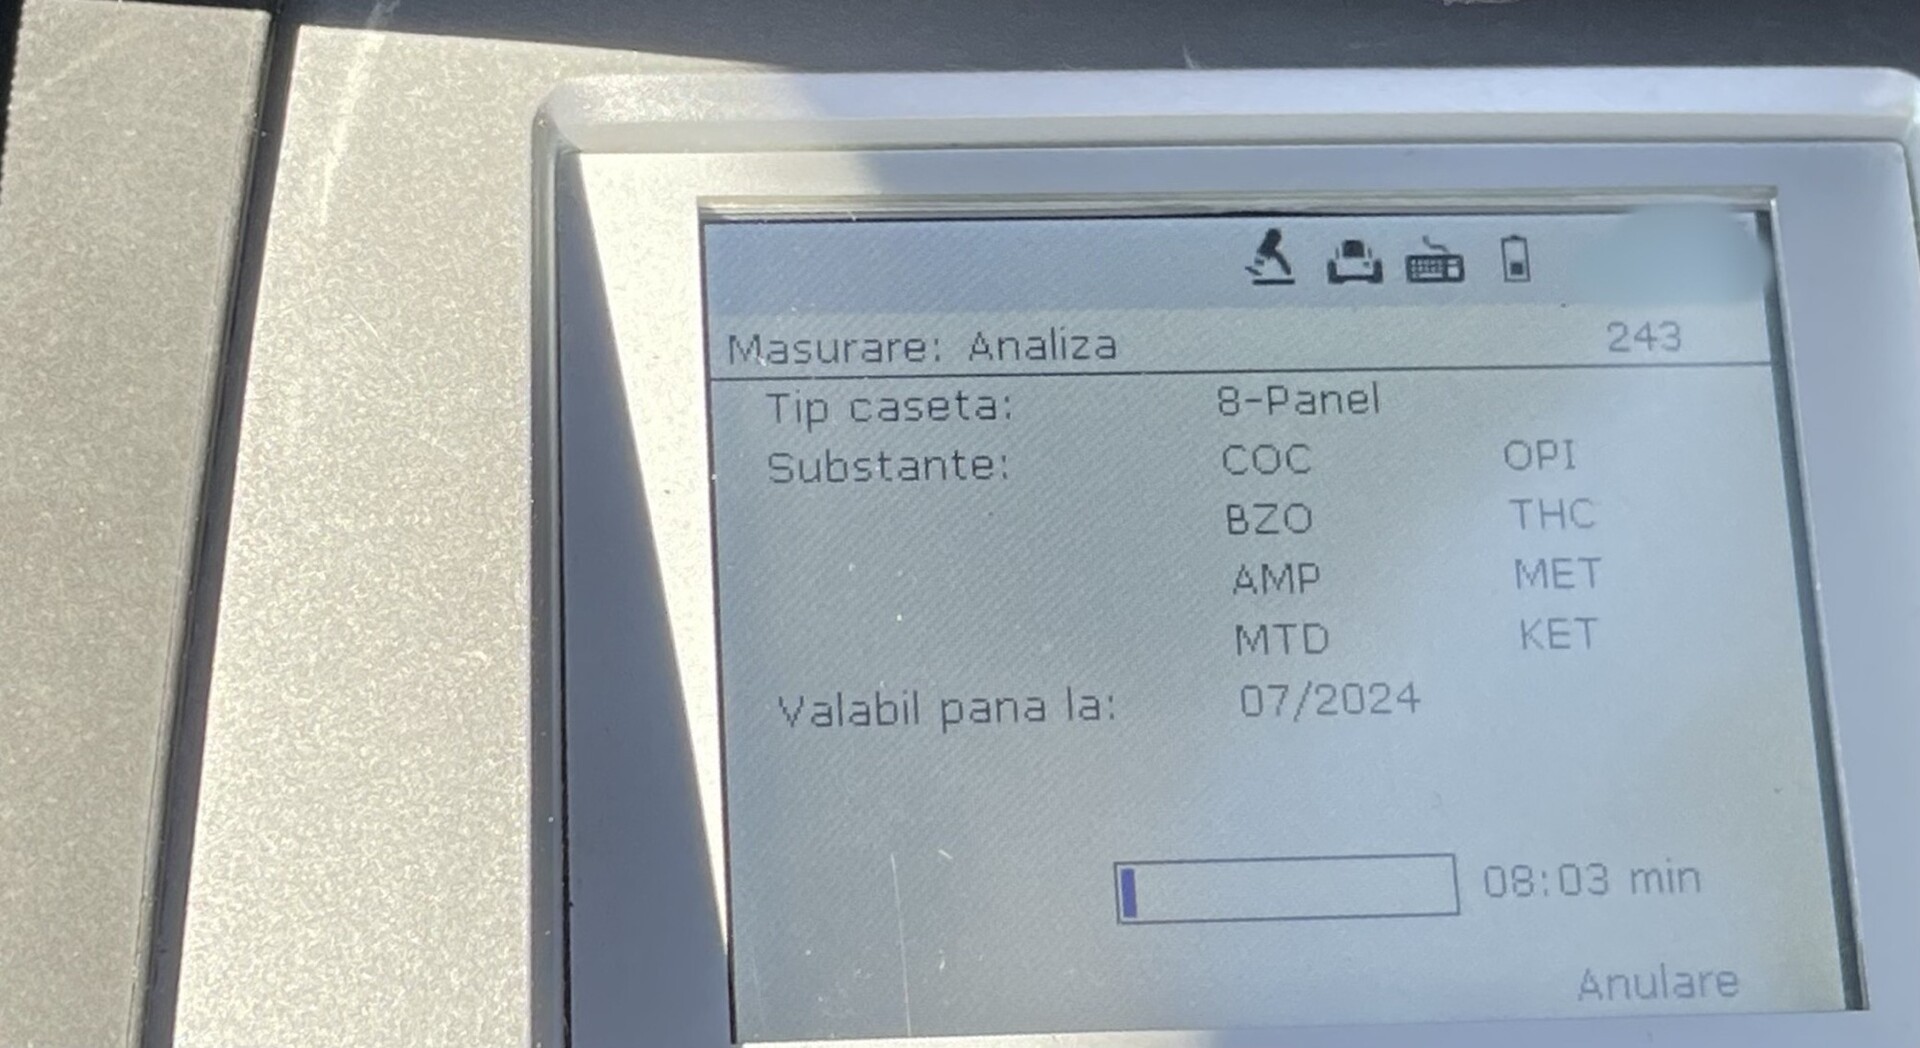 Masurare: Analiza 243
Tip caseta: 8-Panel
Substante: COC OPI
BZO THC
AMP MET
MTD KET
Valabil pana la: 07/2024
08:03 min
Anulare